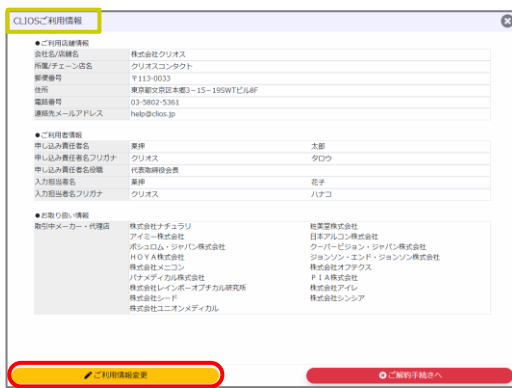 CLIOSご利用情報
●ご利用店舗情報
会社名/店舗名 株式会社クリオス
所属/チェーン店名 クリオスコンタクト
郵便番号 〒113-0033
住所 東京都文京区本郷3-15-19SWTビル8F
電話番号 03-5802-5361
連絡先メールアドレス help@clios.jp
●ご利用者情報
申し込み責任者名 栗押 太郎
申し込み責任者名フリガナ クリオス タロウ
申し込み責任者名役職 代表取締役会長
入力担当者名 栗押 花子
入力担当者名フリガナ クリオス ハナコ
●お取り扱い情報
取引中メーカー・代理店 株式会社ナチュラリ 粧美堂株式会社
アイミー株式会社 日本アルコン株式会社
ボシュロム・ジャパン株式会社 クーパービジョン・ジャパン株式会社
HOYA株式会社 ジョンソン・エンド・ジョンソン株式会社
株式会社メニコン 株式会社オフテクス
パナメディカル株式会社 PIA株式会社
株式会社レインボーオプチカル研究所 株式会社アイレ
株式会社シード 株式会社シンシア
株式会社ユニオンメディカル
ご利用情報変更 ご解約手続きへ